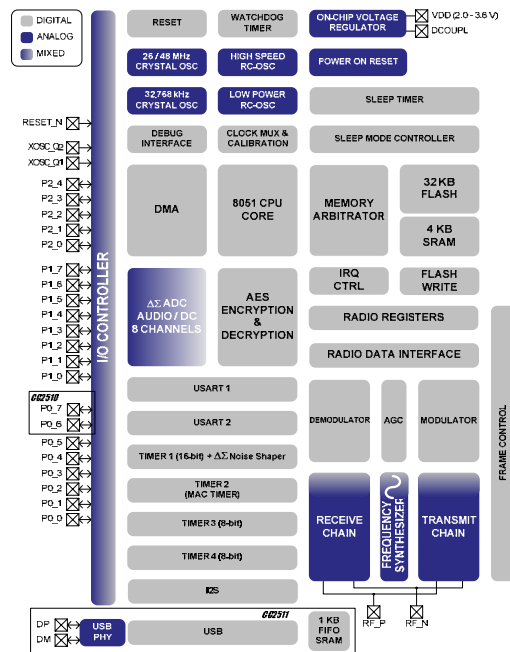 DIGITAL
ANALOG
MIXED
RESET
WATCHDOG
TIMER
ON-CHIP VOLTAGE
REGULATOR
VDD (2.0 - 3.6 V)
DCOUPL
26 / 48 MHz
CRYSTAL OSC
HIGH SPEED
RC-OSC
POWER ON RESET
32,768 kHz
CRYSTAL OSC
LOW POWER
RC-OSC
SLEEP TIMER
RESET_N
DEBUG
INTERFACE
CLOCK MUX &
CALIBRATION
SLEEP MODE CONTROLLER
XOSC_Q2
XOSC_Q1
P2_4
P2_3
P2_2
P2_1
P2_0
DMA
8051 CPU
CORE
MEMORY
ARBITRATOR
32 KB
FLASH
4 KB
SRAM
I/O CONTROLLER
P1_7
P1_6
P1_5
P1_4
P1_3
P1_2
P1_1
P1_0
ΔΣ ADC
AUDIO / DC
8 CHANNELS
AES
ENCRYPTION
&
DECRYPTION
IRQ
CTRL
FLASH
WRITE
RADIO REGISTERS
RADIO DATA INTERFACE
CC2510
P0_7
P0_6
P0_5
P0_4
P0_3
P0_2
P0_1
P0_0
USART 1
USART 2
TIMER 1 (16-bit) + ΔΣ Noise Shaper
TIMER 2
(MAC TIMER)
TIMER 3 (8-bit)
TIMER 4 (8-bit)
I2S
DEMODULATOR
AGC
MODULATOR
FRAME CONTROL
RECEIVE
CHAIN
FREQUENCY
SYNTHESIZER
TRANSMIT
CHAIN
CC2511
DP
DM
USB
PHY
USB
1 KB
FIFO
SRAM
RF_P
RF_N